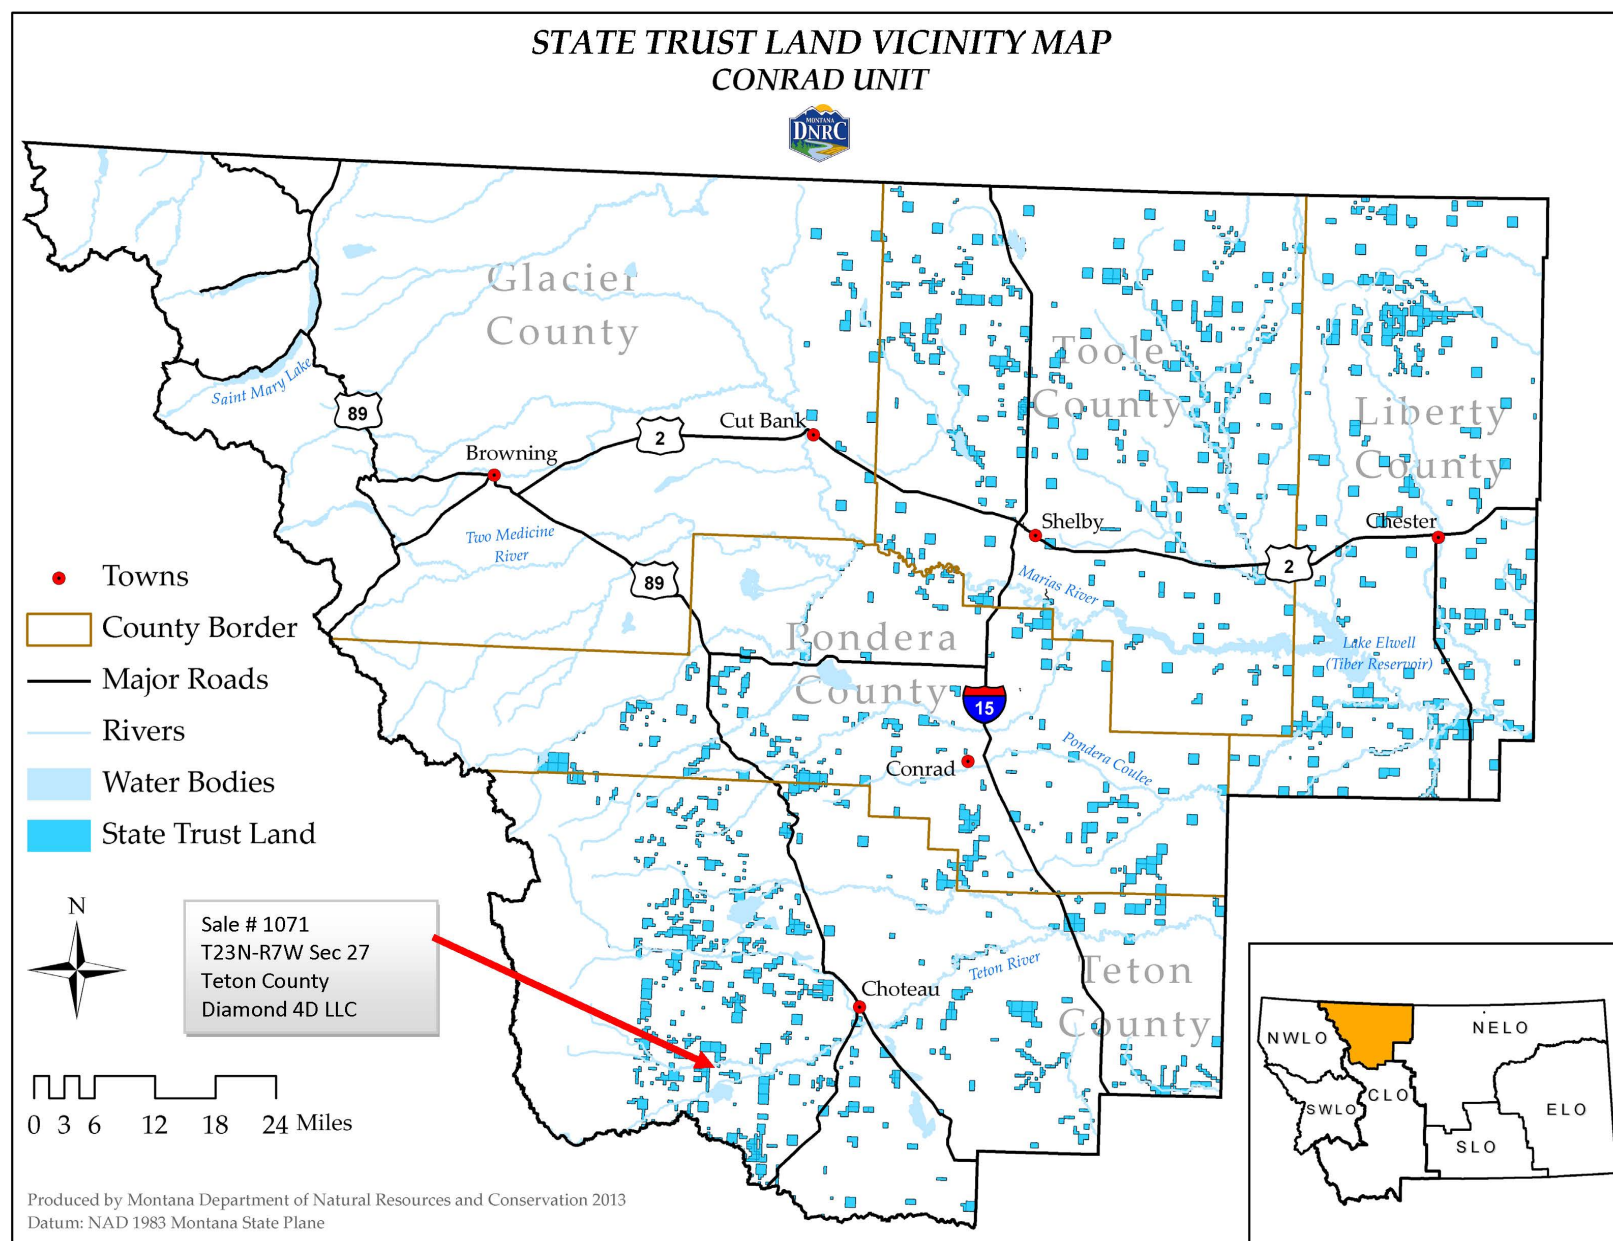 STATE TRUST LAND VICINITY MAP
CONRAD UNIT
MONTANA
DNRC
Glacier
County
Toole
County
Liberty
County
Saint Mary Lake
89
2
Cut Bank
Browning
Two Medicine
River
89
Shelby
Chester
2
Marias River
Lake Elwell
(Tiber Reservoir)
Pondera
County
15
Conrad
Pondera Coulee
Towns
County Border
Major Roads
Rivers
Water Bodies
State Trust Land
N
Sale # 1071
T23N-R7W Sec 27
Teton County
Diamond 4D LLC
Choteau
Teton River
Teton
County
0 3 6 12 18 24 Miles
NWLO
NELO
SWLO
CLO
ELO
SLO
Produced by Montana Department of Natural Resources and Conservation 2013
Datum: NAD 1983 Montana State Plane